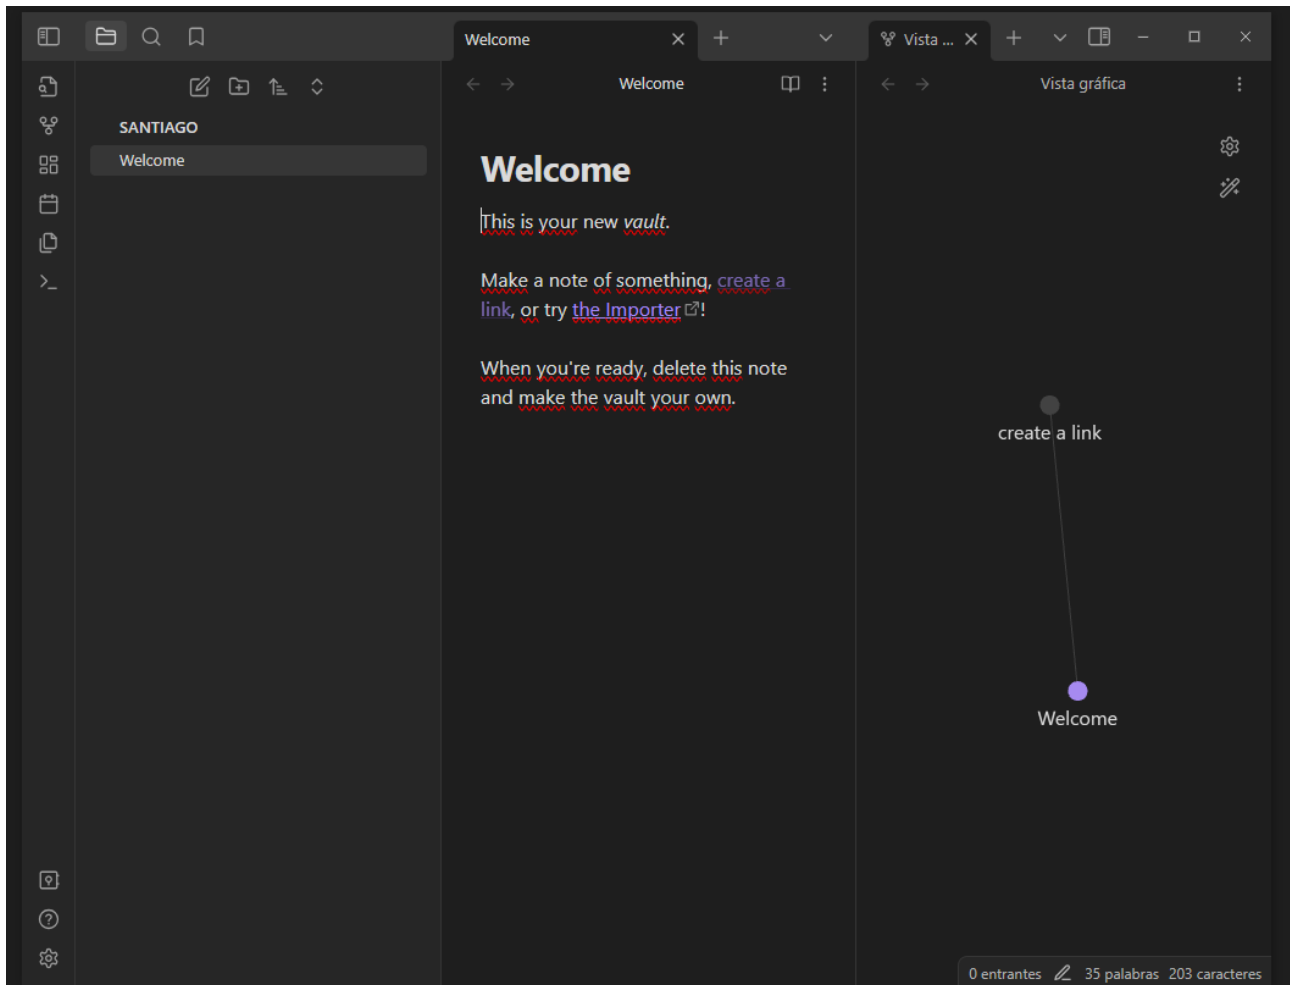 Welcome
Vista ...
Welcome
Vista gráfica
SANTIAGO
Welcome
Welcome
This is your new vault.
Make a note of something, create a
link, or try the Importer!
When you're ready, delete this note
and make the vault your own.
create a link
Welcome
0 entrantes 35 palabras 203 caracteres